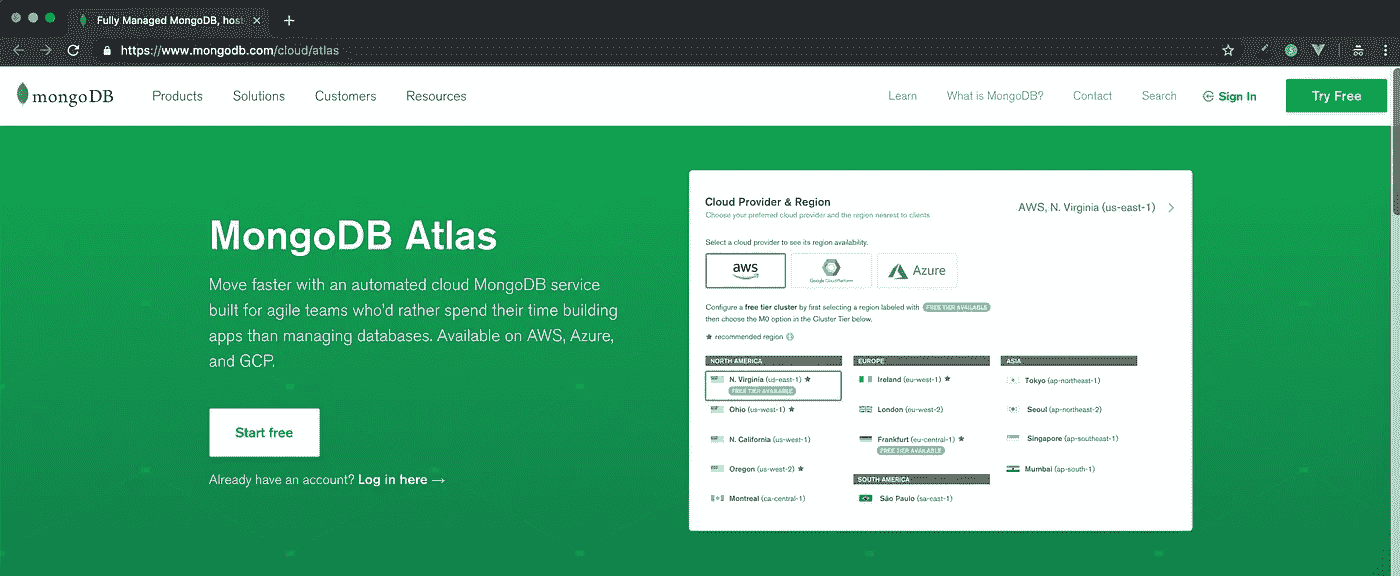 Fully Managed MongoDB, host
https://www.mongodb.com/cloud/atlas
mongoDB
Products
Solutions
Customers
Resources
Learn
What is MongoDB?
Contact
Search
Sign In
Try Free
MongoDB Atlas
Move faster with an automated cloud MongoDB service
built for agile teams who'd rather spend their time building
apps than managing databases. Available on AWS, Azure,
and GCP.
Start free
Already have an account? Log in here →
Cloud Provider & Region
AWS, N. Virginia (us-east-1)
Choose your preferred cloud provider and the region nearest to clients
Select a cloud provider to see its region availability.
aws
Google Cloud Platform
Azure
Configure a free tier cluster by first selecting a region labeled with FREE TIER AVAILABLE
then choose the M0 option in the Cluster Tier below.
★ recommended region
NORTH AMERICA
N. Virginia (us-east-1) ★
FREE TIER AVAILABLE
Ohio (us-west-1) ★
N. California (us-west-1)
Oregon (us-west-2) ★
Montreal (ca-central-1)
EUROPE
Ireland (eu-west-1) ★
London (eu-west-2)
Frankfurt (eu-central-1) ★
FREE TIER AVAILABLE
SOUTH AMERICA
São Paulo (sa-east-1)
ASIA
Tokyo (ap-northeast-1)
Seoul (ap-northeast-2)
Singapore (ap-southeast-1)
Mumbai (ap-south-1)